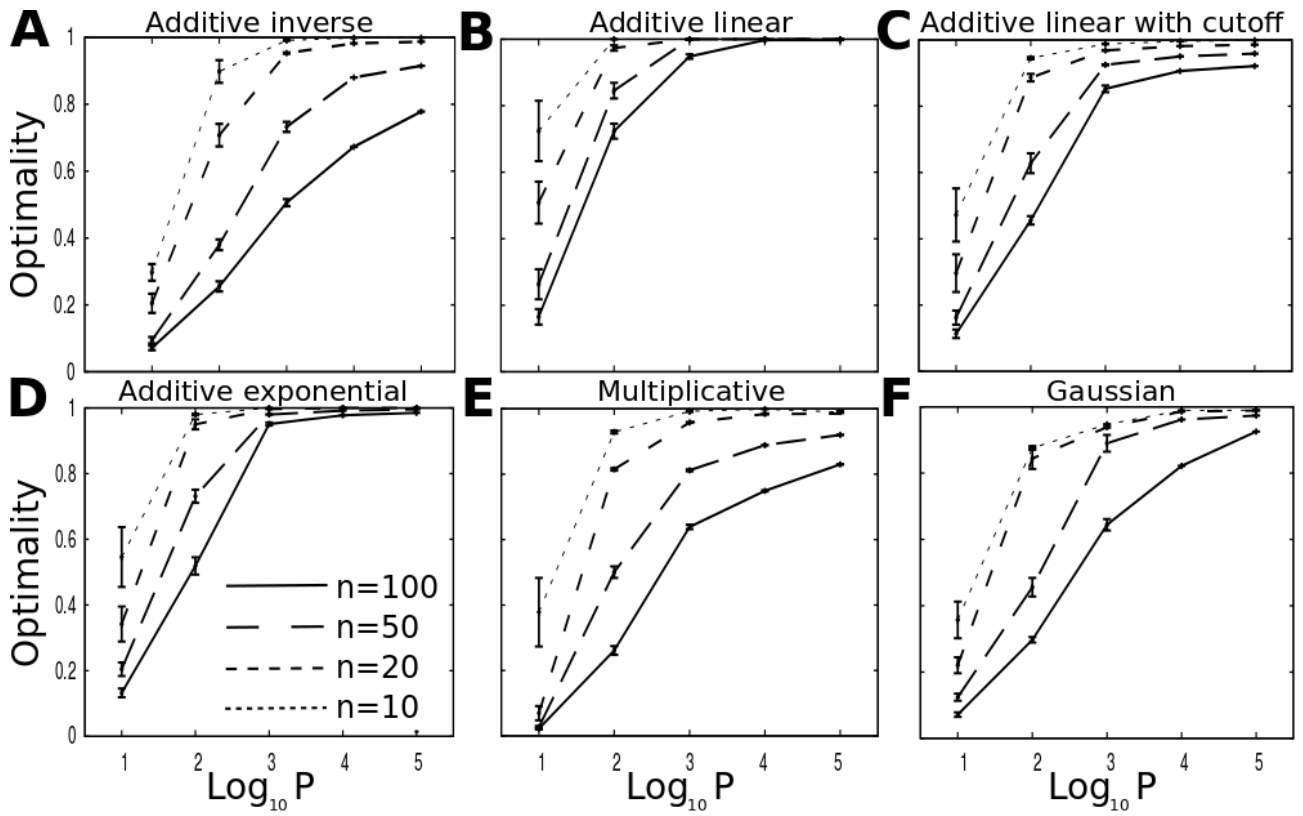 A Additive inverse
B Additive linear
C Additive linear with cutoff
Optimality
1
0.8
0.6
0.4
0.2
0
D Additive exponential
E Multiplicative
F Gaussian
Optimality
1
0.8
0.6
0.4
0.2
0
n=100
n=50
n=20
n=10
1 2 3 4 5
1 2 3 4 5
1 2 3 4 5
Log10 P
Log10 P
Log10 P